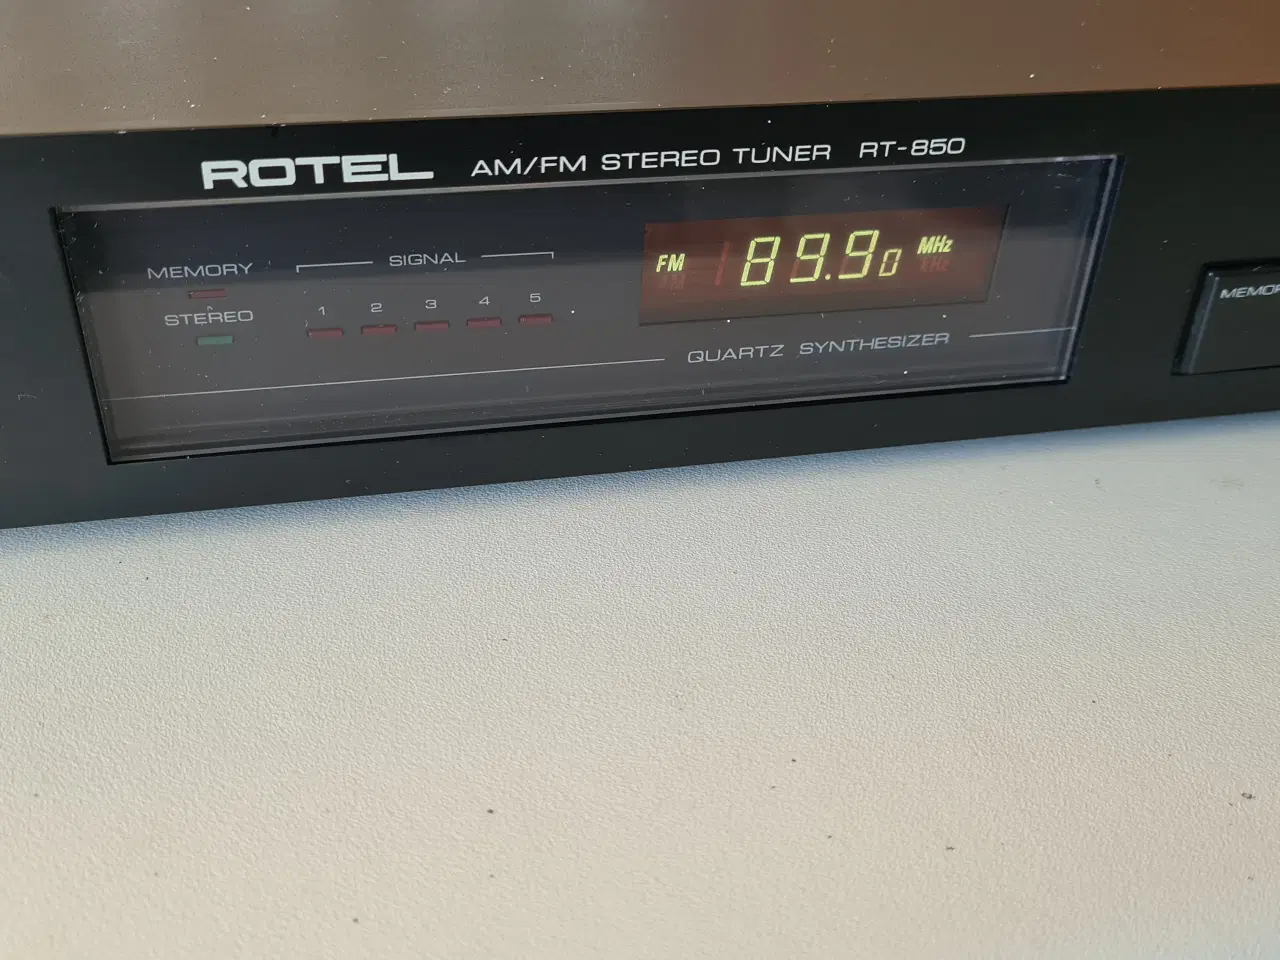 ROTEL AM/FM STEREO TUNER RT-850
MEMORY
STEREO
SIGNAL
1 2 3 4 5
FM 89.90 MHz
kHz
QUARTZ SYNTHESIZER